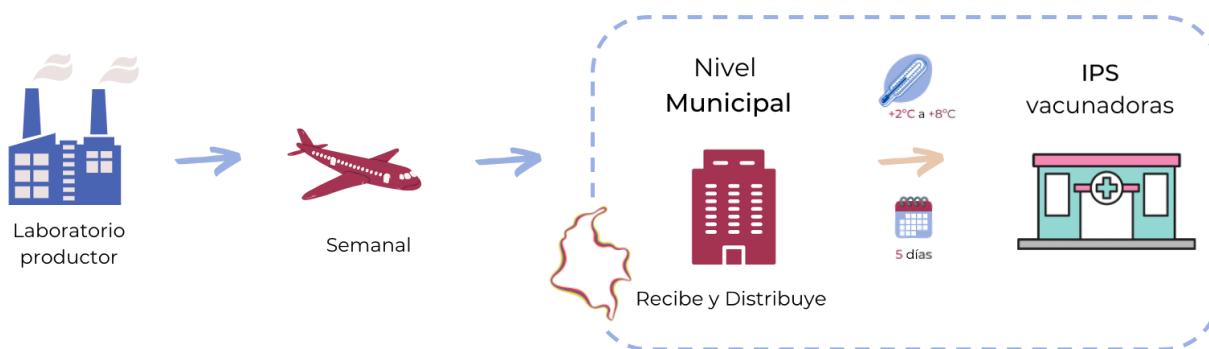 Laboratorio
productor
Semanal
Nivel
Municipal
Recibe y Distribuye
+2°C a +8°C
5 días
IPS
vacunadoras